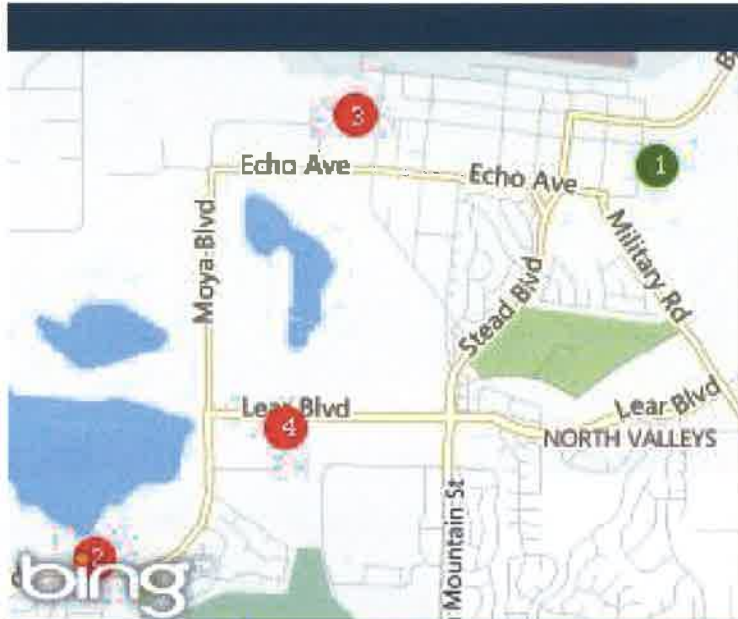 3
1
Echo Ave
Echo Ave
Moya Blvd
Military Rd
Stead Blvd
Lear Blvd
4
Lear Blvd
NORTH VALLEYS
Mountain St
2
bing